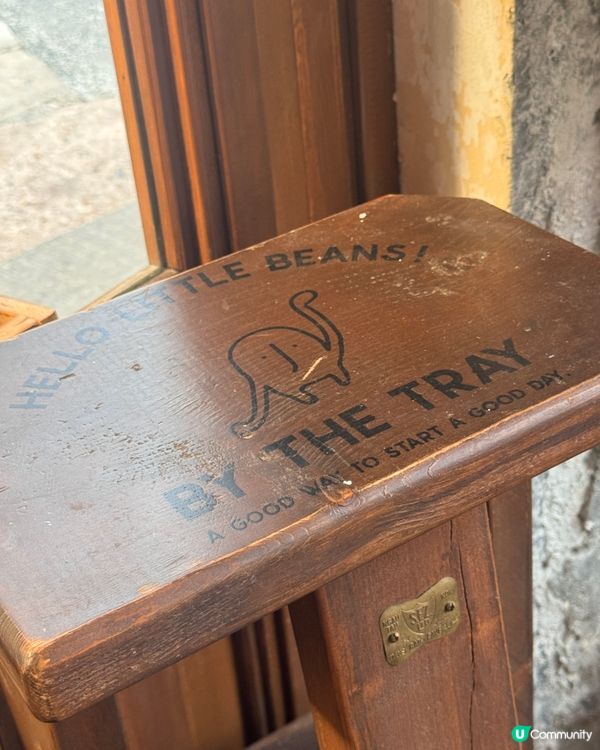 HELLO LITTLE BEANS!
BY THE TRAY
A GOOD WAY TO START A GOOD DAY.
U Community